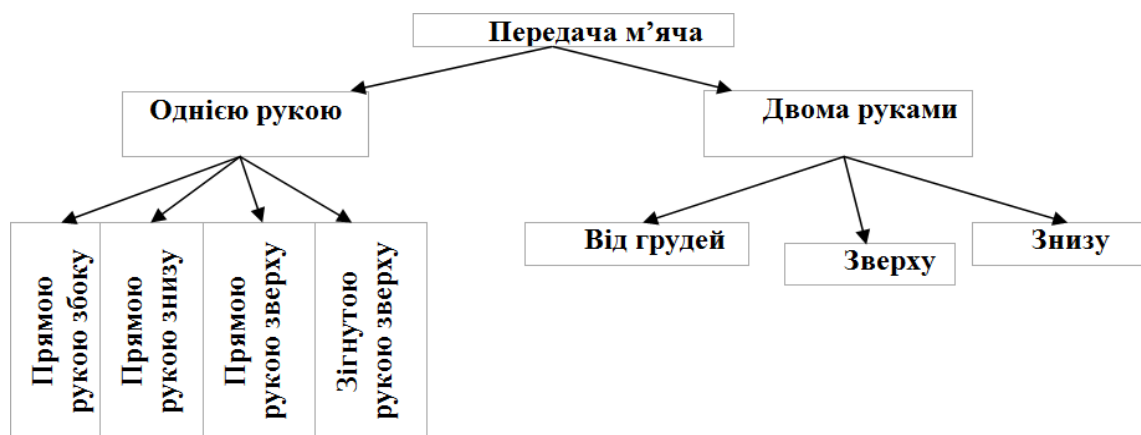 Передача м’яча
Однією рукою
Двома руками
Прямою
рукою збоку
Прямою
рукою знизу
Прямою
рукою зверху
Зігнутою
рукою зверху
Від грудей
Зверху
Знизу